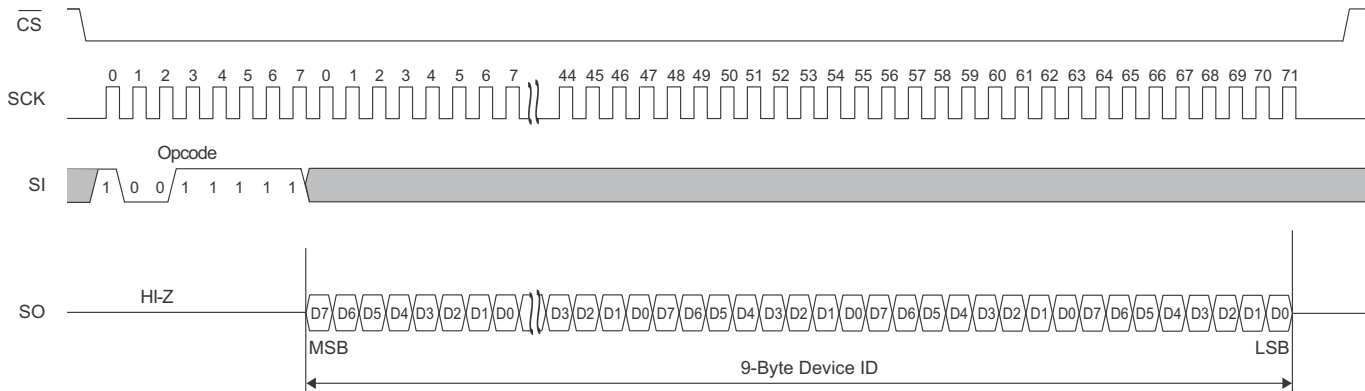 CS
0 1 2 3 4 5 6 7 0 1 2 3 4 5 6 7 44 45 46 47 48 49 50 51 52 53 54 55 56 57 58 59 60 61 62 63 64 65 66 67 68 69 70 71
SCK
Opcode
SI 1 0 0 1 1 1 1 1
HI-Z
SO D7 D6 D5 D4 D3 D2 D1 D0 D3 D2 D1 D0 D7 D6 D5 D4 D3 D2 D1 D0 D7 D6 D5 D4 D3 D2 D1 D0 D7 D6 D5 D4 D3 D2 D1 D0
MSB LSB
9-Byte Device ID